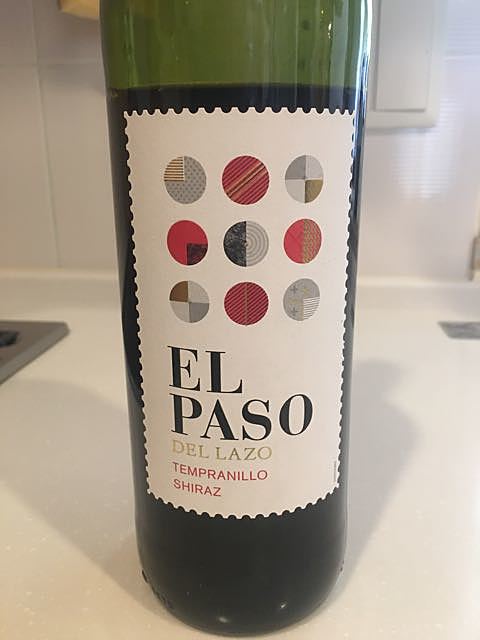 EL
PASO
DEL LAZO
TEMPRANILLO
SHIRAZ